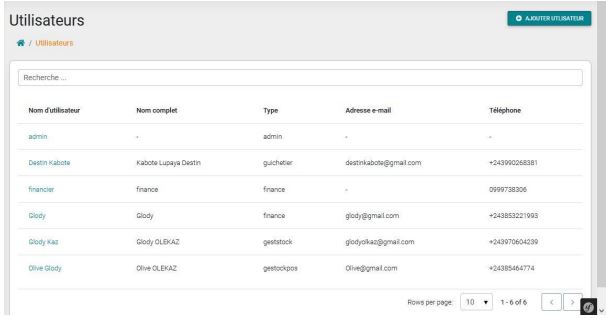 Utilisateurs
AJOUTER UTLISATEUR
/ Utilisateurs
Recherche ...
Nom d'utilisateur Nom complet Type Adresse e-mail Téléphone
admin - admin - -
Destin Kabote Kabote Lupaya Destin guichetier destinkabote@gmail.com +243990268381
financier finance finance - 0999738306
Glody Glody finance glody@gmail.com +243853221993
Glody Kaz Glody OLEKAZ geststock glodyolkaz@gmail.com +243970604239
Olive Glody Olive OLEKAZ gestockpos Olive@gmail.com +24385464774
Rows per page: 10 1 - 6 of 6
sf